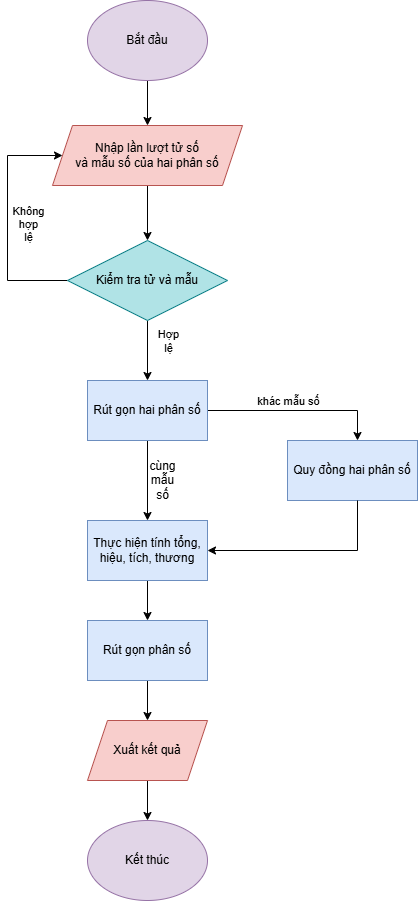 Bắt đầu
Nhập lần lượt tử số
và mẫu số của hai phân số
Không
hợp
lệ
Kiểm tra tử và mẫu
Hợp
lệ
Rút gọn hai phân số
khác mẫu số
Quy đồng hai phân số
cùng
mẫu
số
Thực hiện tính tổng,
hiệu, tích, thương
Rút gọn phân số
Xuất kết quả
Kết thúc